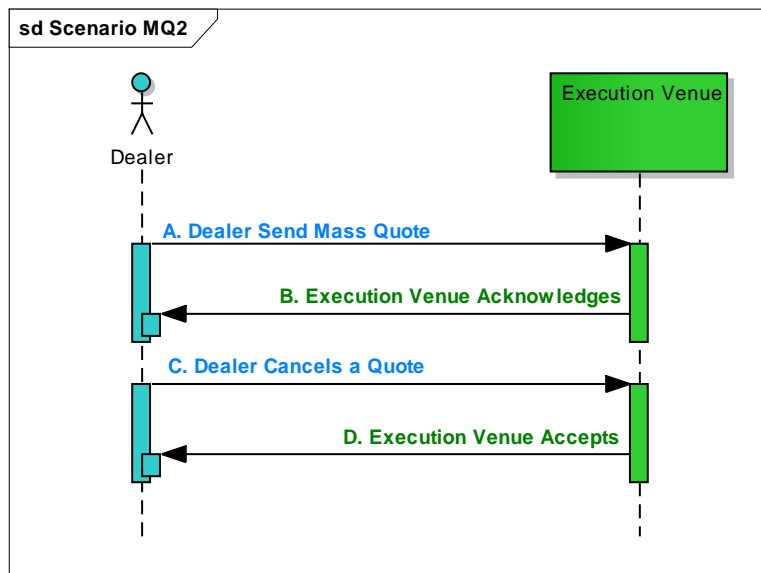 sd Scenario MQ2
Execution Venue
Dealer
A. Dealer Send Mass Quote
B. Execution Venue Acknowledges
C. Dealer Cancels a Quote
D. Execution Venue Accepts